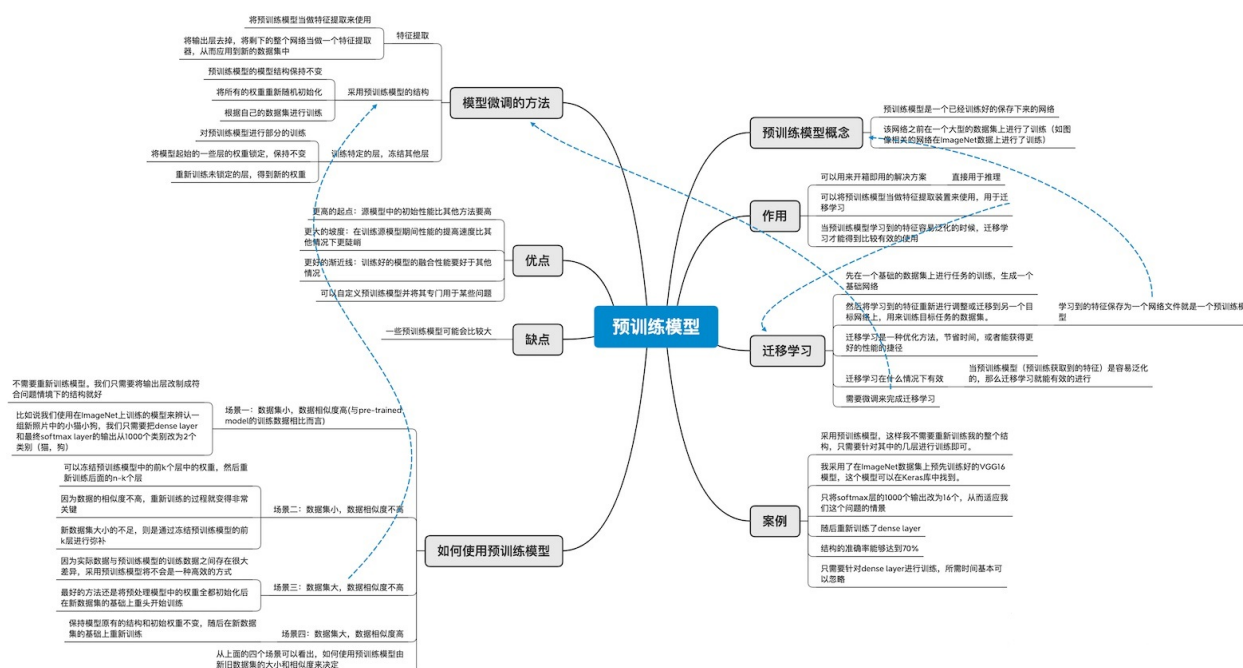 预训练模型
模型微调的方法
特征提取
将预训练模型当做特征提取来使用
将输出层去掉，将剩下的整个网络当做一个特征提取
器，从而应用到新的数据集中
采用预训练模型的结构
预训练模型的模型结构保持不变
将所有的权重重新随机初始化
根据自己的数据集进行训练
训练特定的层，冻结其他层
对预训练模型进行部分的训练
将模型起始的一些层的权重锁定，保持不变
重新训练未锁定的层，得到新的权重
优点
更高的起点：源模型中的初始性能比其他方法要高
更大的坡度：在训练源模型期间性能的提高速度比其
他情况下更陡峭
更好的渐近线：训练好的模型的融合性能要好于其他
情况
可以自定义预训练模型并将其专门用于某些问题
缺点
一些预训练模型可能会比较大
如何使用预训练模型
场景一：数据集小，数据相似度高(与pre-trained
model的训练数据相比而言)
不需要重新训练模型。我们只需要将输出层改制成符
合问题情境下的结构就好
比如说我们使用在ImageNet上训练的模型来辨认一
组新照片中的小猫小狗，我们只需要把dense layer
和最终softmax layer的输出从1000个类别改为2个
类别（猫，狗）
场景二：数据集小，数据相似度不高
可以冻结预训练模型中的前k个层中的权重，然后重
新训练后面的n-k个层
因为数据的相似度不高，重新训练的过程就变得非常
关键
新数据集大小的不足，则是通过冻结预训练模型的前
k层进行弥补
场景三：数据集大，数据相似度不高
因为实际数据与预训练模型的训练数据之间存在很大
差异，采用预训练模型将不会是一种高效的方式
最好的方法还是将预处理模型中的权重全都初始化后
在新数据集的基础上重头开始训练
场景四：数据集大，数据相似度高
保持模型原有的结构和初始权重不变，随后在新数据
集的基础上重新训练
从上面的四个场景可以看出，如何使用预训练模型由
新旧数据集的大小和相似度来决定
预训练模型概念
预训练模型是一个已经训练好的保存下来的网络
该网络之前在一个大型的数据集上进行了训练（如图
像相关的网络在ImageNet数据上进行了训练）
作用
可以用来开箱即用的解决方案
直接用于推理
可以将预训练模型当做特征提取装置来使用，用于迁
移学习
当预训练模型学习到的特征容易泛化的时候，迁移学
习才能得到比较有效的使用
迁移学习
先在一个基础的数据集上进行任务的训练，生成一个
基础网络
然后将学习到的特征重新进行调整或迁移到另一个目
标网络上，用来训练目标任务的数据集。
学习到的特征保存为一个网络文件就是一个预训练模
型
迁移学习是一种优化方法，节省时间，或者能获得更
好的性能的捷径
迁移学习在什么情况下有效
当预训练模型（预训练获取到的特征）是容易泛化
的，那么迁移学习就能有效的进行
需要微调来完成迁移学习
案例
采用预训练模型，这样我不需要重新训练我的整个结
构，只需要针对其中的几层进行训练即可。
我采用了在ImageNet数据集上预先训练好的VGG16
模型，这个模型可以在Keras库中找到。
只将softmax层的1000个输出改为16个，从而适应我
们这个问题的情景
随后重新训练了dense layer
结构的准确率能够达到70%
只需要针对dense layer进行训练，所需时间基本可
以忽略